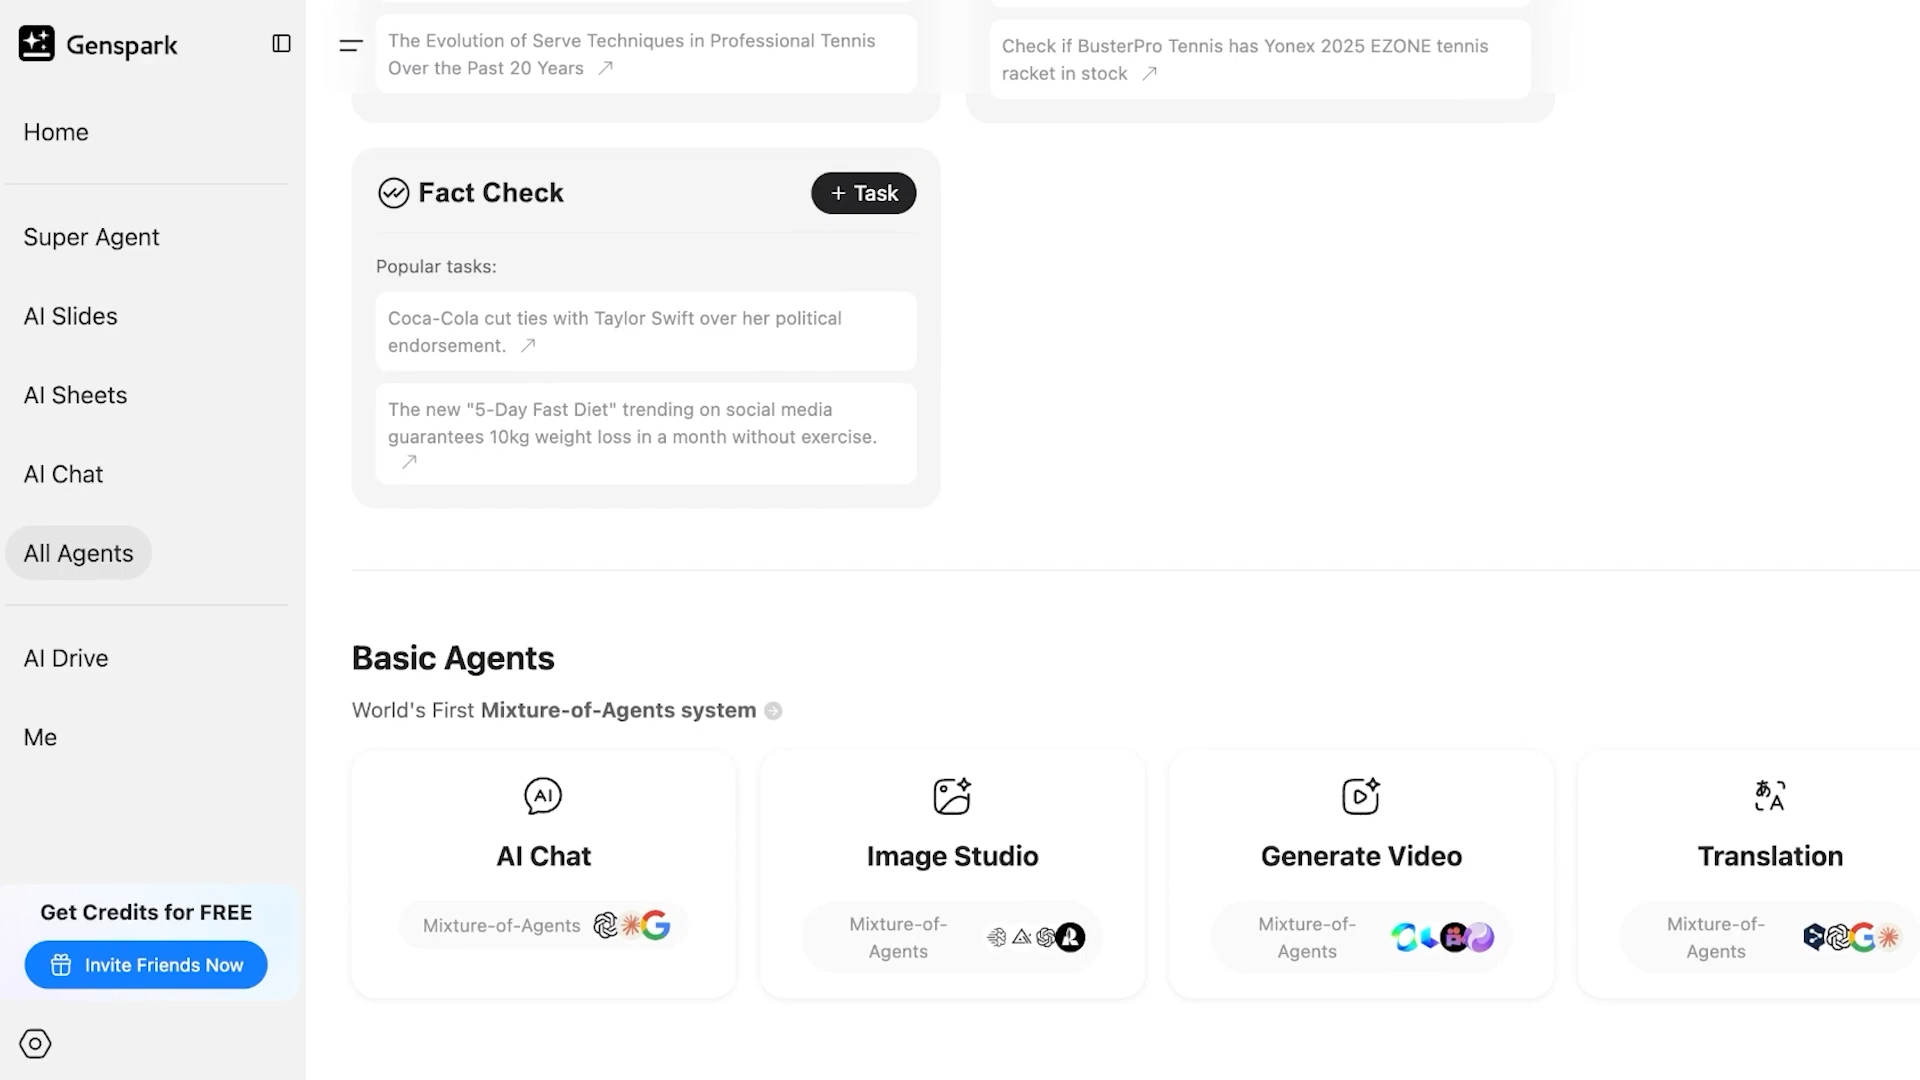 Genspark
Home
Super Agent
AI Slides
AI Sheets
AI Chat
All Agents
AI Drive
Me
Get Credits for FREE
Invite Friends Now
The Evolution of Serve Techniques in Professional Tennis
Over the Past 20 Years
Check if BusterPro Tennis has Yonex 2025 EZONE tennis
racket in stock
Fact Check
+ Task
Popular tasks:
Coca-Cola cut ties with Taylor Swift over her political
endorsement.
The new "5-Day Fast Diet" trending on social media
guarantees 10kg weight loss in a month without exercise.
Basic Agents
World's First Mixture-of-Agents system
AI
AI Chat
Mixture-of-Agents
Image Studio
Mixture-of-
Agents
Generate Video
Mixture-of-
Agents
あ
A
Translation
Mixture-of-
Agents